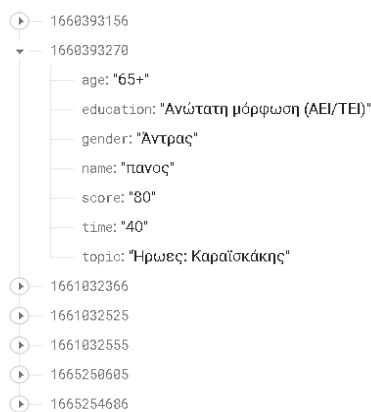 1660393156
1660393270
age: "65+"
education: "Ανώτατη μόρφωση (ΑΕΙ/ΤΕΙ)"
gender: "Άντρας"
name: "πανος"
score: "80"
time: "40"
topic: "Ήρωες: Καραϊσκάκης"
1661032366
1661032525
1661032555
1665250605
1665254686